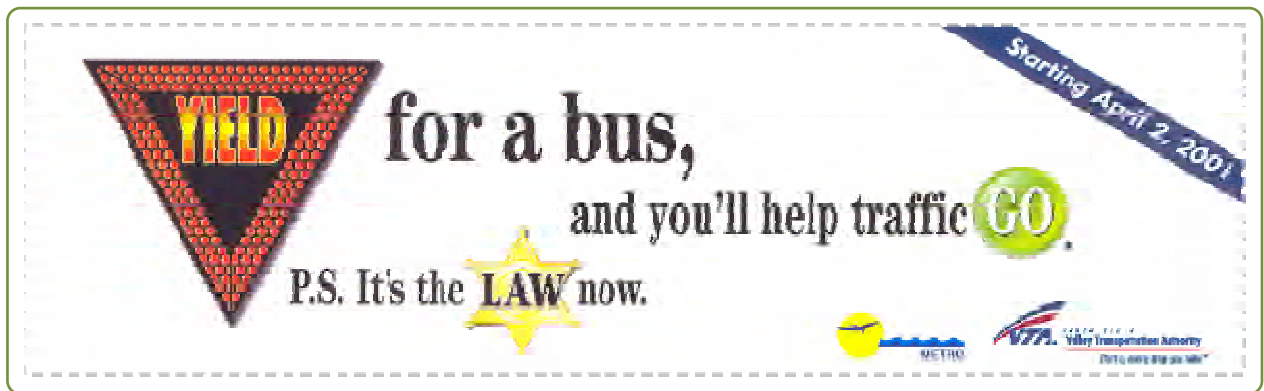 Starting April 2, 2001
YIELD for a bus,
and you'll help traffic GO.
P.S. It's the LAW now.
METRO
VTA
Valley Transportation Authority